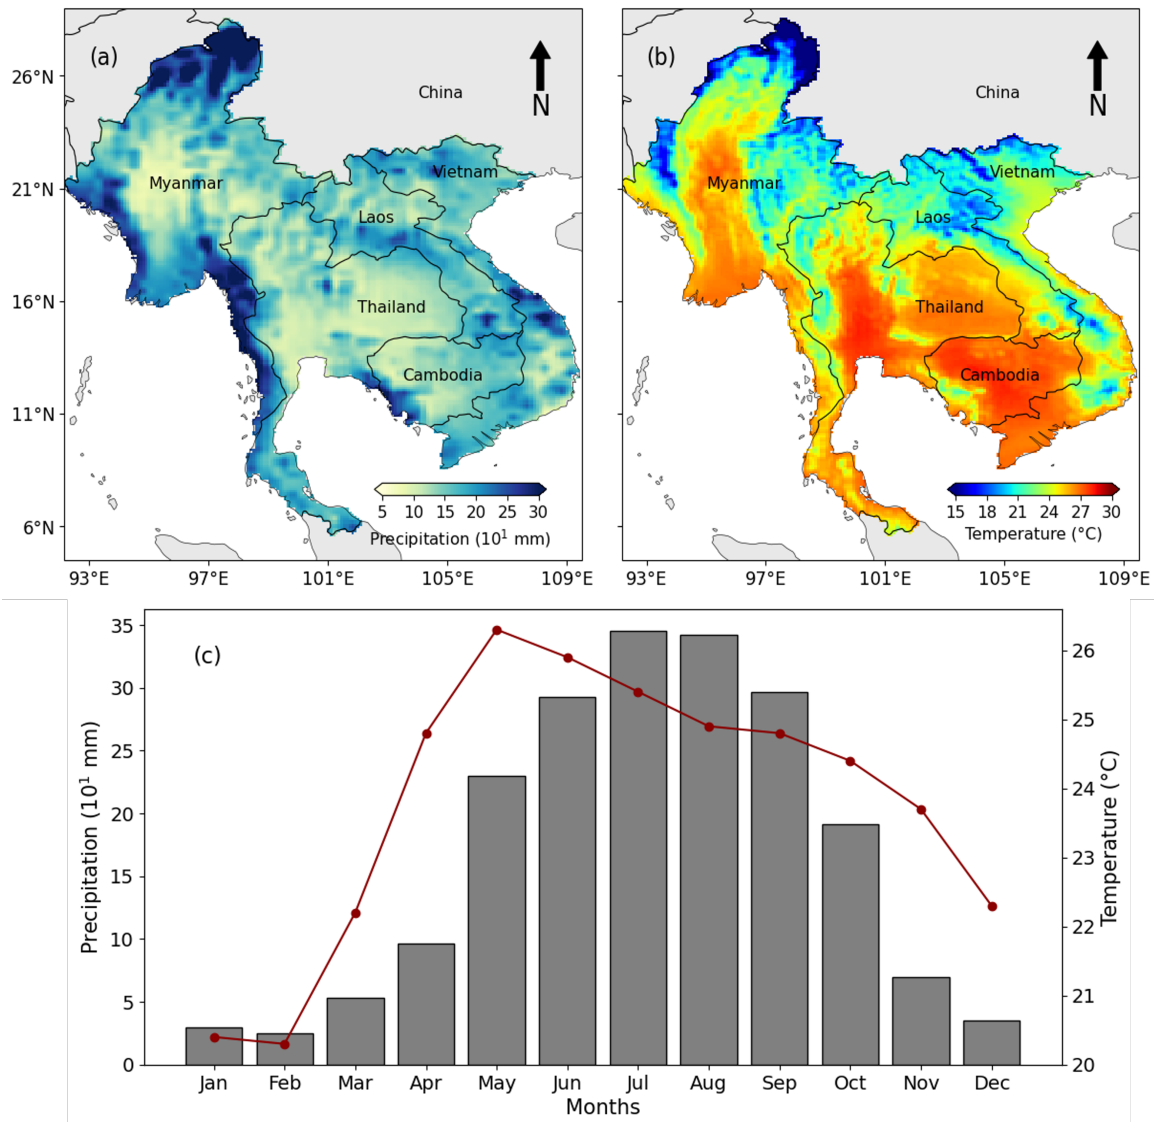 (a)
N
China
Myanmar
Vietnam
Laos
Thailand
Cambodia
26°N
21°N
16°N
11°N
6°N
5 10 15 20 25 30
Precipitation (10¹ mm)
93°E 97°E 101°E 105°E 109°E
(b)
N
China
Myanmar
Vietnam
Laos
Thailand
Cambodia
15 18 21 24 27 30
Temperature (°C)
93°E 97°E 101°E 105°E 109°E
(c)
Precipitation (10¹ mm)
35
30
25
20
15
10
5
0
26
25
24
23
22
21
20
Temperature (°C)
Jan Feb Mar Apr May Jun Jul Aug Sep Oct Nov Dec
Months